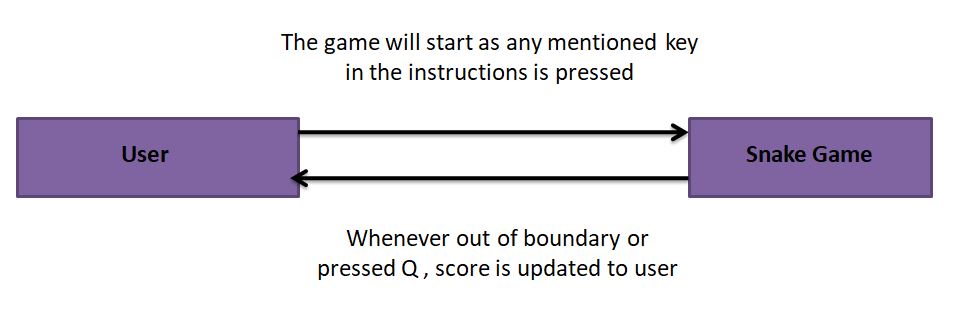 The game will start as any mentioned key
in the instructions is pressed
User
Snake Game
Whenever out of boundary or
pressed Q , score is updated to user